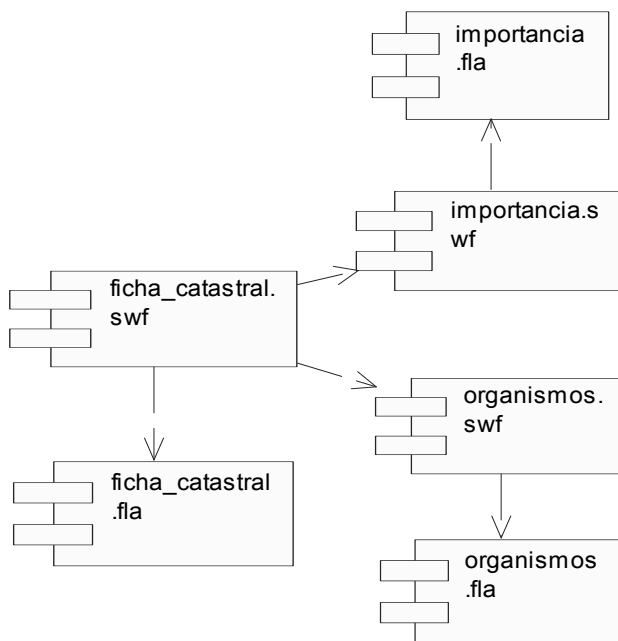 importancia
.fla
importancia.s
wf
ficha_catastral.
swf
organismos.
swf
ficha_catastral
.fla
organismos
.fla